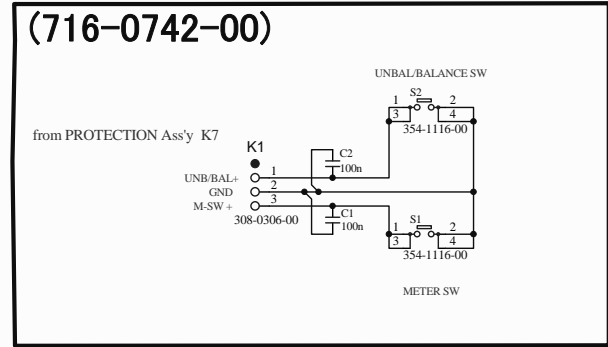 (716-0742-00)
UNBAL/BALANCE SW
S2
1 2
3 4
354-1116-00
from PROTECTION Ass'y K7
K1
C2
100n
UNB/BAL+ 1
GND 2
M-SW + 3
308-0306-00
C1
100n
S1
1 2
3 4
354-1116-00
METER SW